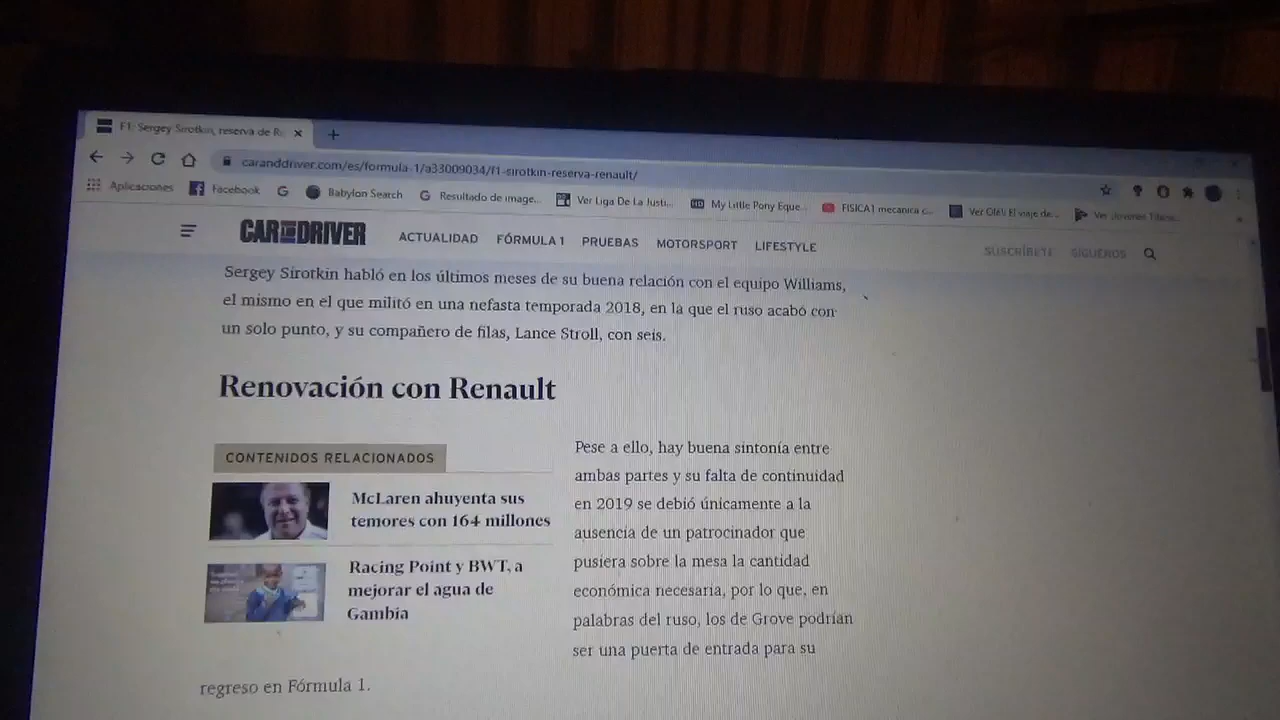 F1: Sergey Sirotkin, reserva de R
caranddriver.com/es/formula-1/a33009034/f1-sirotkin-reserva-renault/
Aplicaciones Facebook Babylon Search Resultado de image... Ver Liga De La Justi... My Little Pony Eque... FISICA1 mecanica c... Ver Olé! El viaje de... Ver Jovenes Titane...
CAR AND DRIVER
ACTUALIDAD FÓRMULA 1 PRUEBAS MOTORSPORT LIFESTYLE SUSCRÍBETE SÍGUENOS
Sergey Sirotkin habló en los últimos meses de su buena relación con el equipo Williams,
el mismo en el que militó en una nefasta temporada 2018, en la que el ruso acabó con
un solo punto, y su compañero de filas, Lance Stroll, con seis.
Renovación con Renault
CONTENIDOS RELACIONADOS
McLaren ahuyenta sus
temores con 164 millones
Racing Point y BWT, a
mejorar el agua de
Gambia
Pese a ello, hay buena sintonía entre
ambas partes y su falta de continuidad
en 2019 se debió únicamente a la
ausencia de un patrocinador que
pusiera sobre la mesa la cantidad
económica necesaria, por lo que, en
palabras del ruso, los de Grove podrían
ser una puerta de entrada para su
regreso en Fórmula 1.